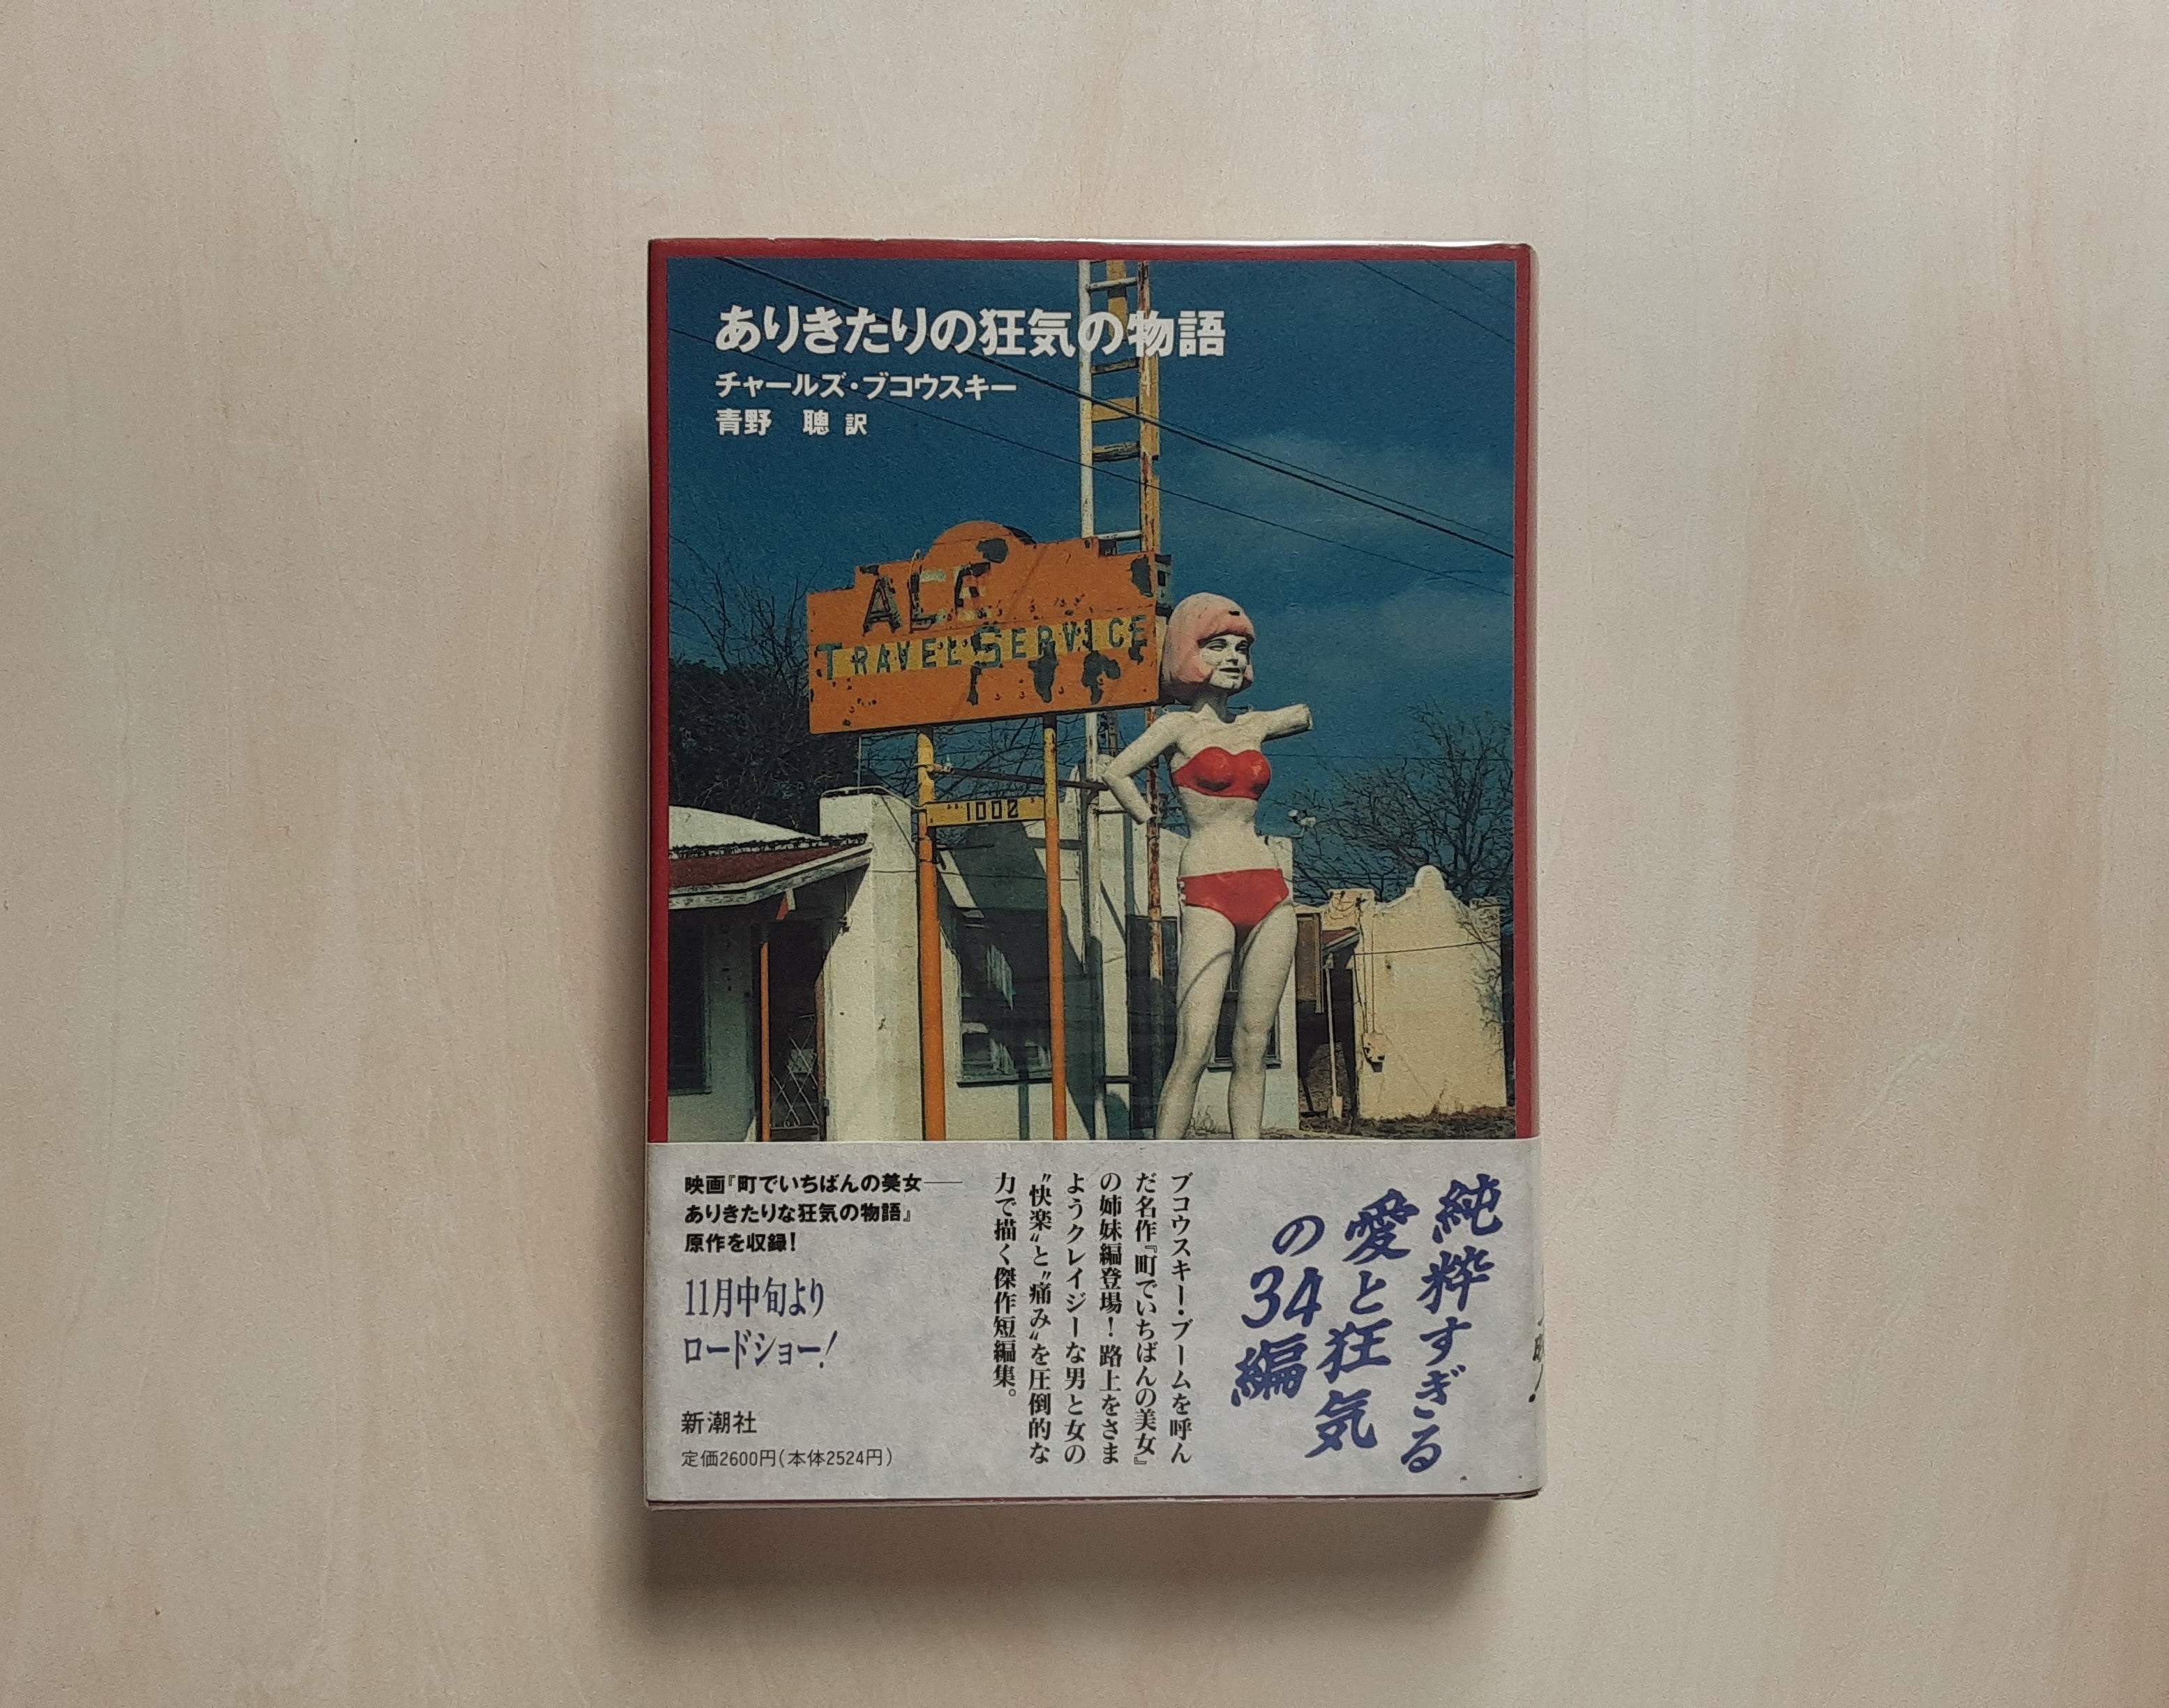 ありきたりの狂気の物語
チャールズ・ブコウスキー
青野 聰 訳
TRAVEL SERVICE
1002
純粋すぎる
愛と狂気
の34編
ブコウスキー・ブームを呼ん
だ名作『町でいちばんの美女』
の姉妹編登場！路上をさま
ようクレイジーな男と女の
〝快楽〟と〝痛み〟を圧倒的な
力で描く傑作短編集。
映画『町でいちばんの美女──
ありきたりな狂気の物語』
原作を収録！
11月中旬より
ロードショー！
新潮社
定価2600円（本体2524円）